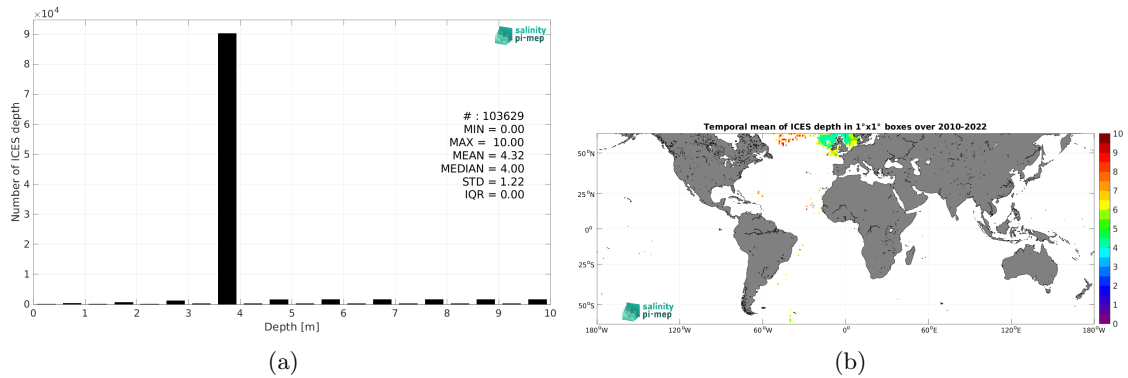 ×10⁴
salinity
pi-mep
9
8
7
6
5
4
3
2
1
0
Number of ICES depth
# : 103629
MIN = 0.00
MAX = 10.00
MEAN = 4.32
MEDIAN = 4.00
STD = 1.22
IQR = 0.00
0 1 2 3 4 5 6 7 8 9 10
Depth [m]
(a)
Temporal mean of ICES depth in 1°x1° boxes over 2010-2022
50°N
25°N
0°
25°S
50°S
salinity
pi-mep
180°W 120°W 60°W 0° 60°E 120°E 180°W
10
9
8
7
6
5
4
3
2
1
0
(b)